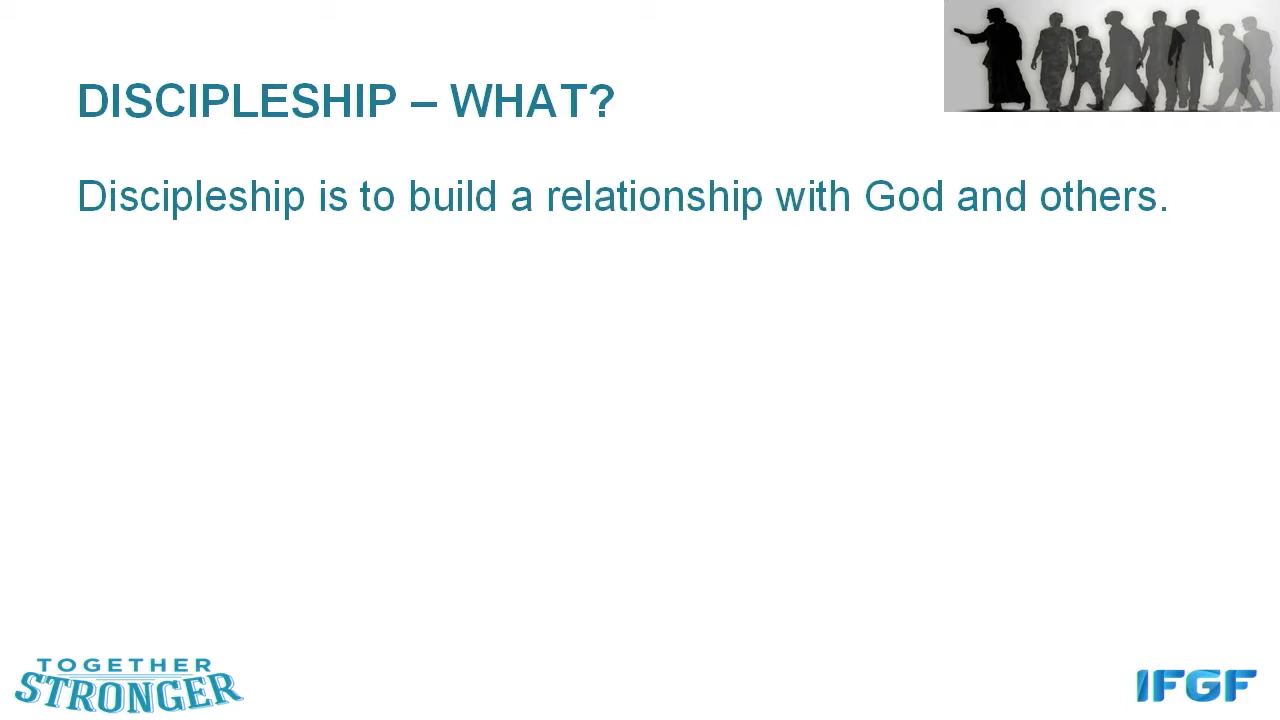 DISCIPLESHIP – WHAT?
Discipleship is to build a relationship with God and others.
TOGETHER
STRONGER
IFGF